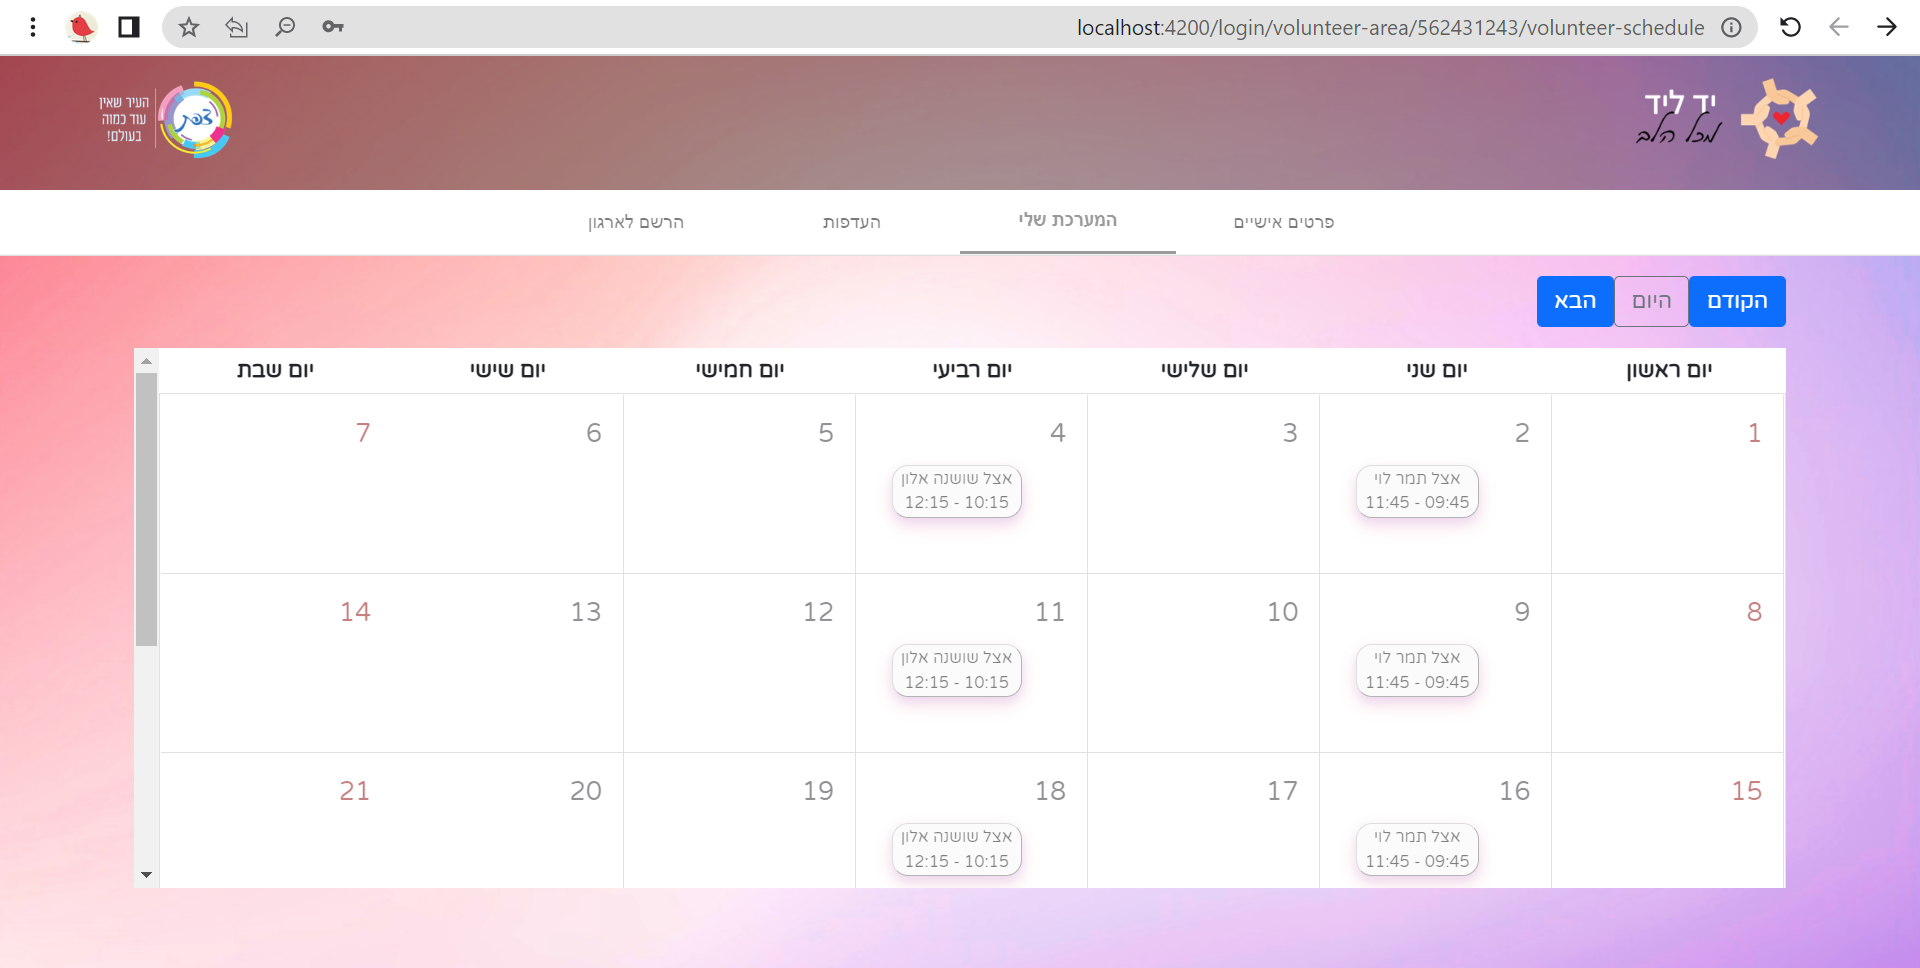 localhost:4200/login/volunteer-area/562431243/volunteer-schedule
יד ליד
מכל הלב
צפת
העיר שאין
עוד כמוה
בעולם!
פרטים אישיים
המערכת שלי
העדפות
הרשם לארגון
הקודם
היום
הבא
יום ראשון יום שני יום שלישי יום רביעי יום חמישי יום שישי יום שבת
1 2 3 4 5 6 7
אצל תמר לוי
11:45 - 09:45
אצל שושנה אלון
12:15 - 10:15
8 9 10 11 12 13 14
אצל תמר לוי
11:45 - 09:45
אצל שושנה אלון
12:15 - 10:15
15 16 17 18 19 20 21
אצל תמר לוי
11:45 - 09:45
אצל שושנה אלון
12:15 - 10:15